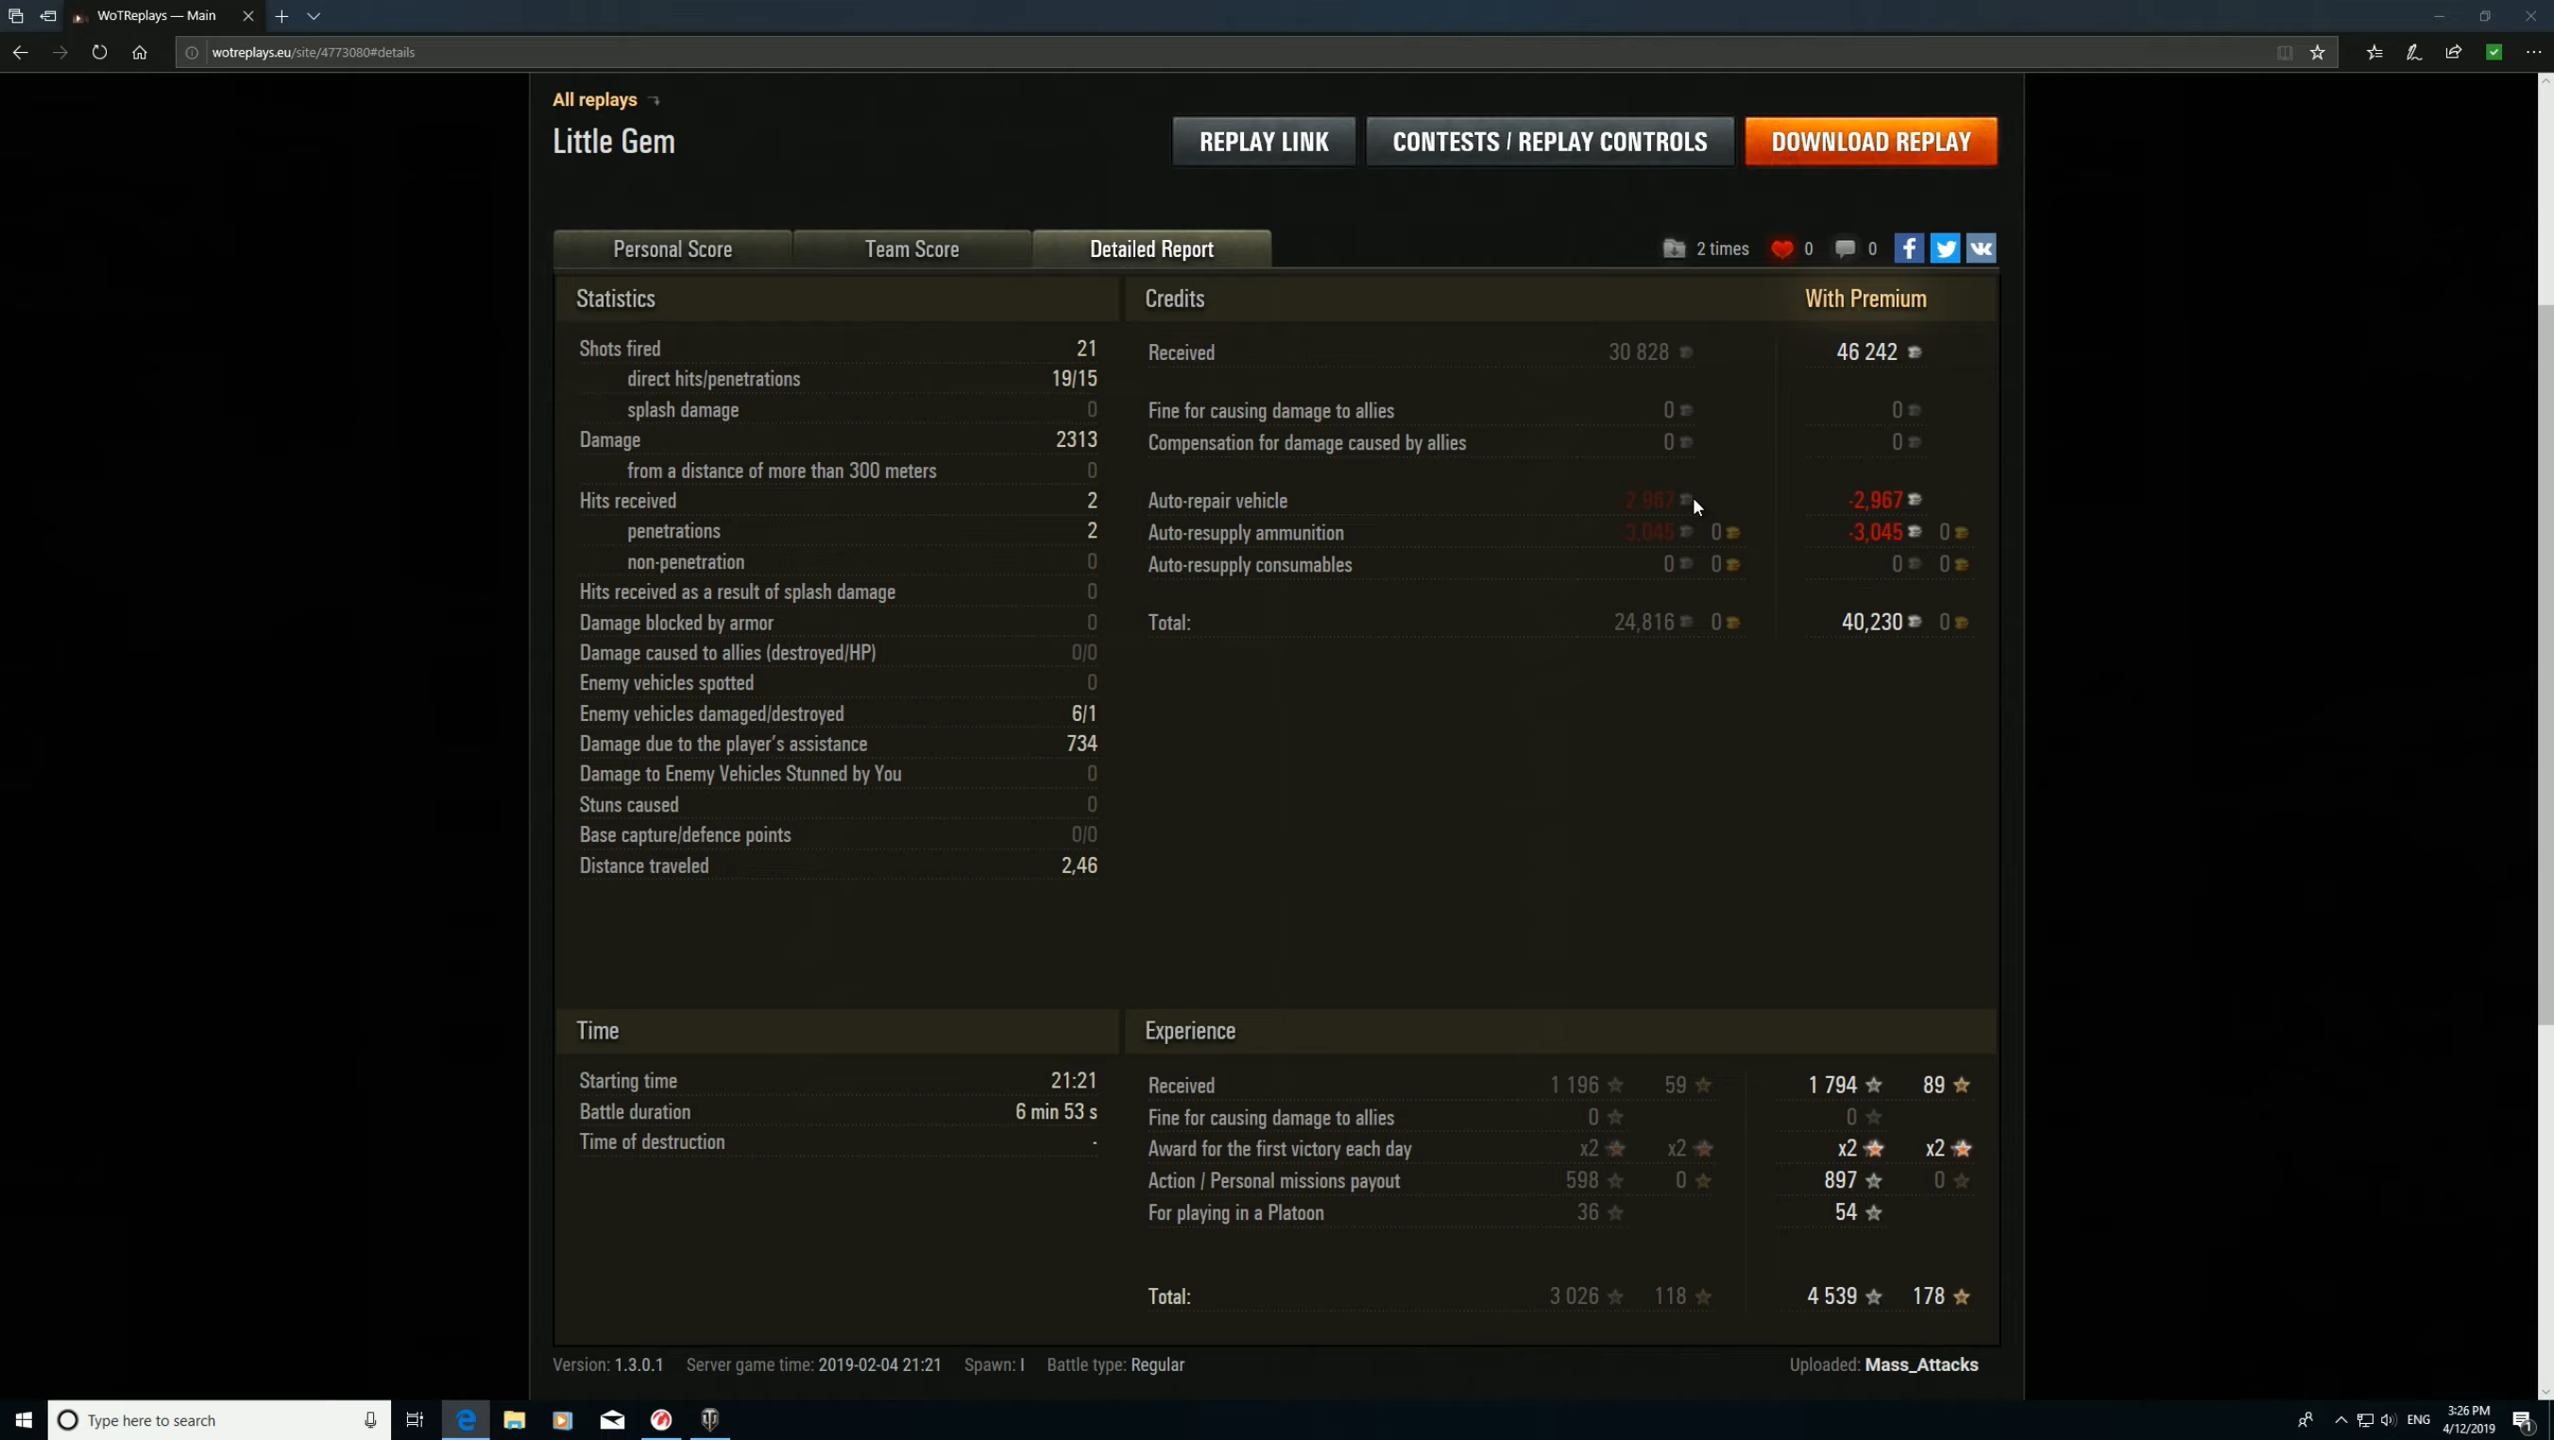 WoTReplays — Main
wotreplays.eu/site/4773080#details
All replays
Little Gem
REPLAY LINK
CONTESTS / REPLAY CONTROLS
DOWNLOAD REPLAY
Personal Score
Team Score
Detailed Report
2 times 0 0
Statistics
Shots fired 21
direct hits/penetrations 19/15
splash damage 0
Damage 2313
from a distance of more than 300 meters 0
Hits received 2
penetrations 2
non-penetration 0
Hits received as a result of splash damage 0
Damage blocked by armor 0
Damage caused to allies (destroyed/HP) 0/0
Enemy vehicles spotted 0
Enemy vehicles damaged/destroyed 6/1
Damage due to the player's assistance 734
Damage to Enemy Vehicles Stunned by You 0
Stuns caused 0
Base capture/defence points 0/0
Distance traveled 2,46
Credits With Premium
Received 30 828 46 242
Fine for causing damage to allies 0 0
Compensation for damage caused by allies 0 0
Auto-repair vehicle -2,967 -2,967
Auto-resupply ammunition -3,045 0 -3,045 0
Auto-resupply consumables 0 0 0 0
Total: 24,816 0 40,230 0
Time
Starting time 21:21
Battle duration 6 min 53 s
Time of destruction -
Experience
Received 1 196 59 1 794 89
Fine for causing damage to allies 0 0
Award for the first victory each day x2 x2 x2 x2
Action / Personal missions payout 598 0 897 0
For playing in a Platoon 36 54
Total: 3 026 118 4 539 178
Version: 1.3.0.1 Server game time: 2019-02-04 21:21 Spawn: I Battle type: Regular Uploaded: Mass_Attacks
Type here to search
ENG
3:26 PM
4/12/2019
1